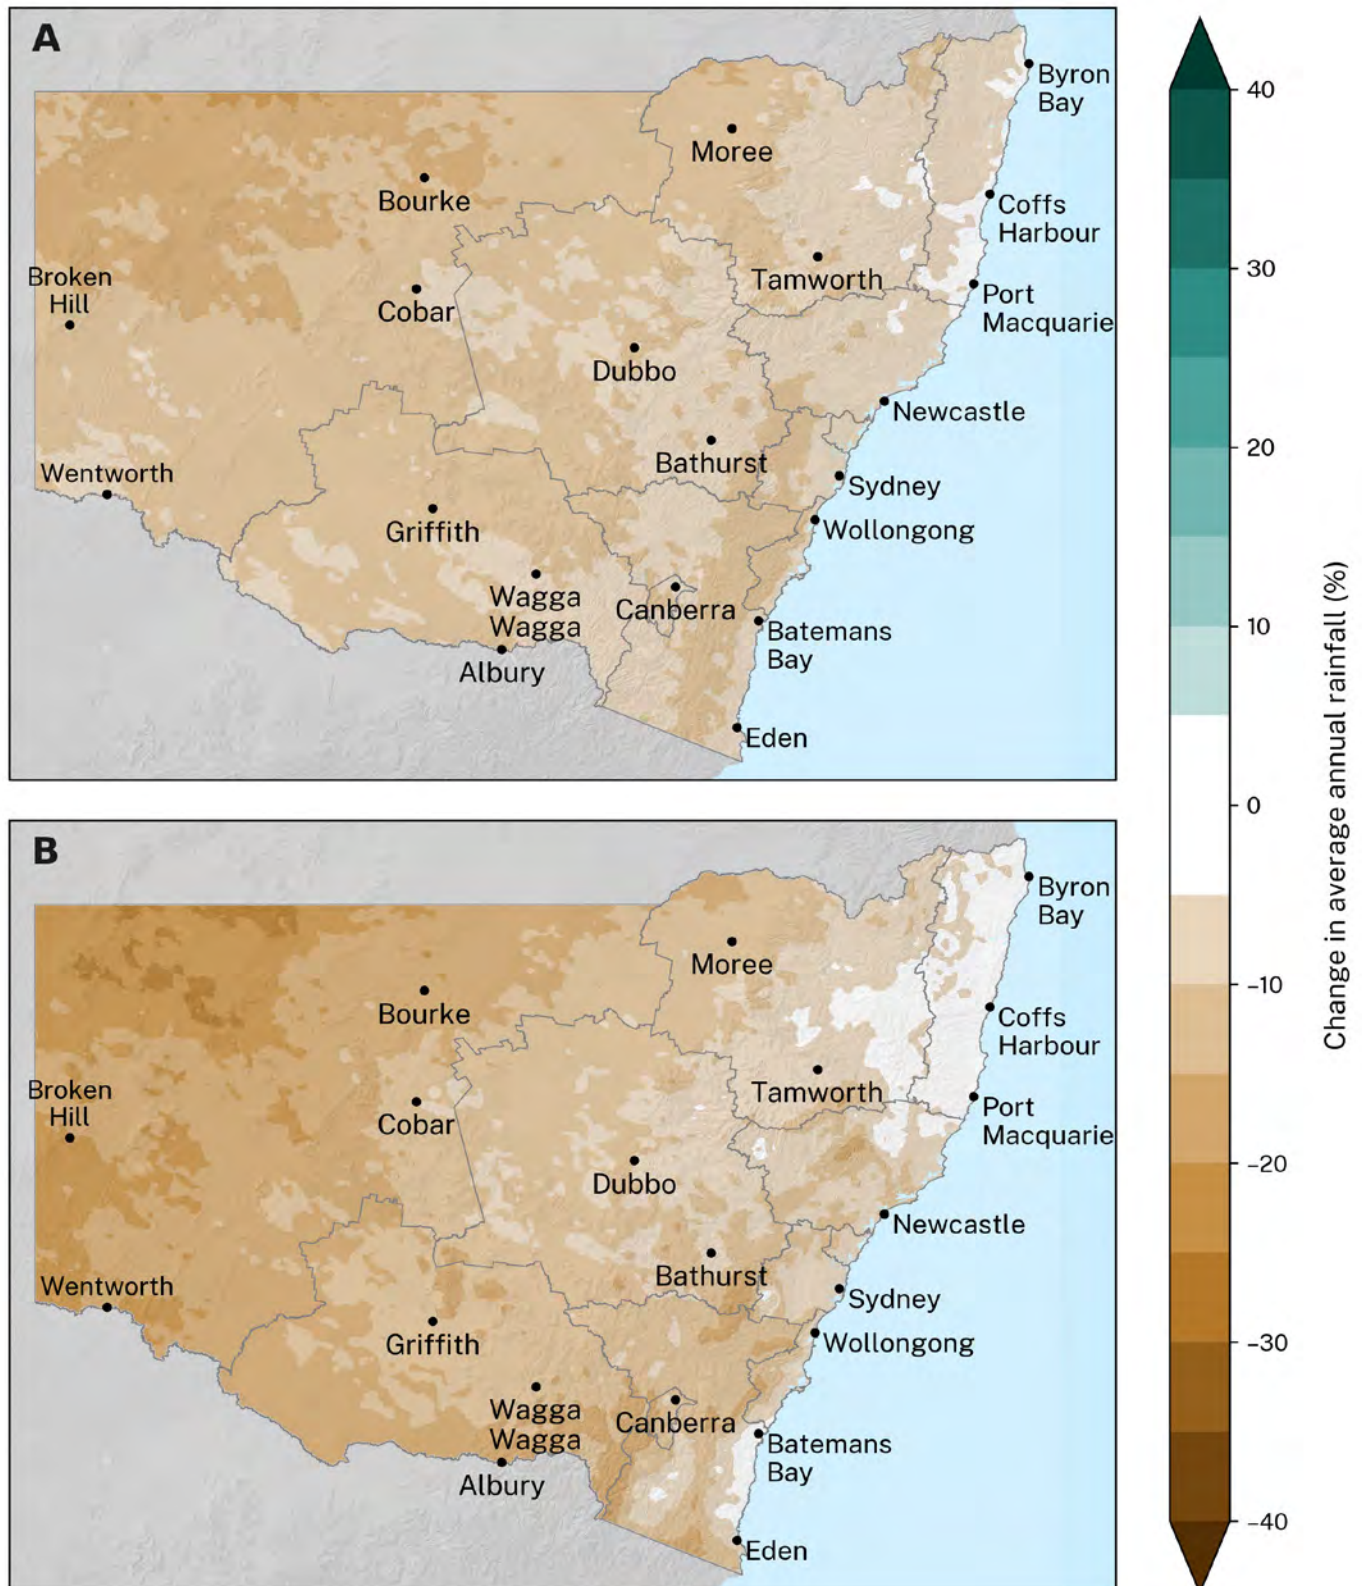 A
Byron
Bay
Moree
Bourke
Coffs
Harbour
Broken
Hill
Tamworth
Cobar
Port
Macquarie
Dubbo
Newcastle
Bathurst
Wentworth
Sydney
Griffith
Wollongong
Wagga
Wagga
Canberra
Batemans
Bay
Albury
Eden
B
Byron
Bay
Moree
Bourke
Coffs
Harbour
Broken
Hill
Tamworth
Cobar
Port
Macquarie
Dubbo
Newcastle
Bathurst
Wentworth
Sydney
Griffith
Wollongong
Wagga
Wagga
Canberra
Batemans
Bay
Albury
Eden
40
30
20
10
0
–10
–20
–30
–40
Change in average annual rainfall (%)